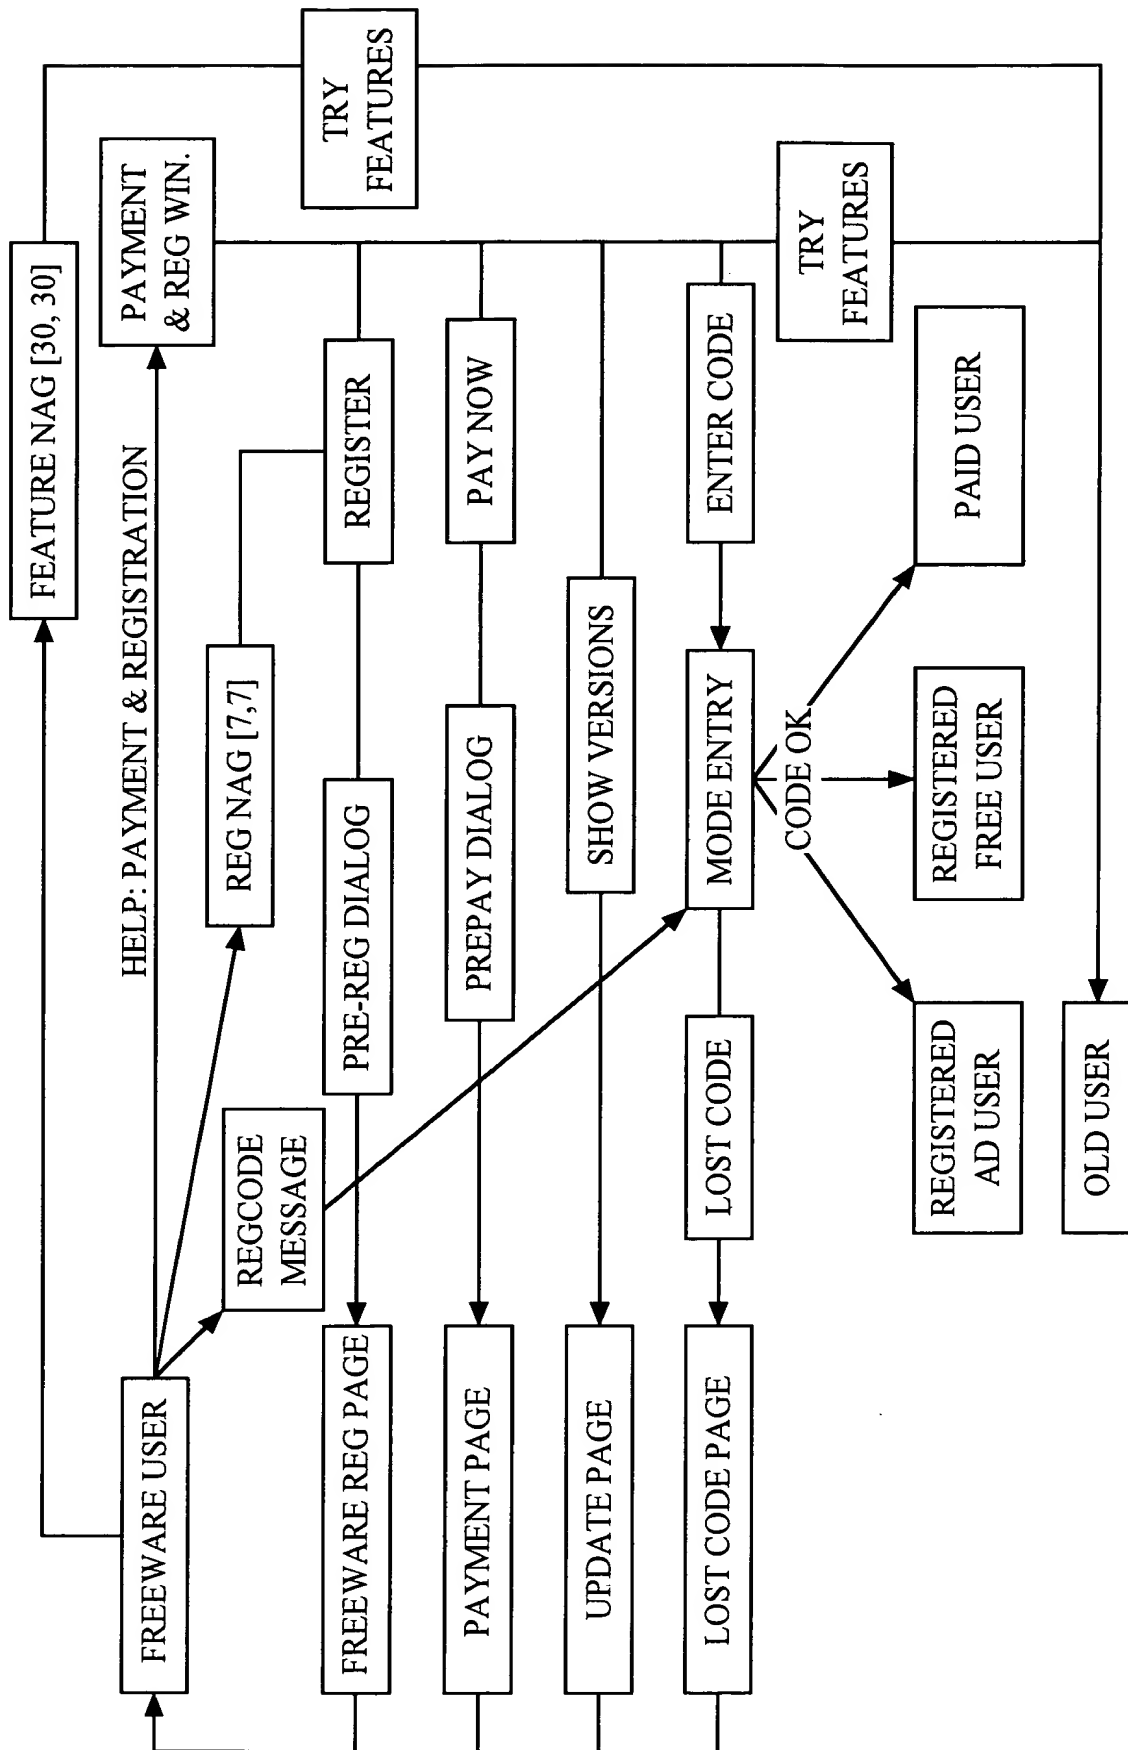 FEATURE NAG [30, 30]
TRY
FEATURES
FREEWARE USER
HELP: PAYMENT & REGISTRATION
PAYMENT
& REG WIN.
REG NAG [7,7]
REGCODE
MESSAGE
FREEWARE REG PAGE
PRE-REG DIALOG
REGISTER
PAYMENT PAGE
PREPAY DIALOG
PAY NOW
UPDATE PAGE
SHOW VERSIONS
LOST CODE PAGE
LOST CODE
MODE ENTRY
ENTER CODE
CODE OK
TRY
FEATURES
REGISTERED
AD USER
REGISTERED
FREE USER
PAID USER
OLD USER